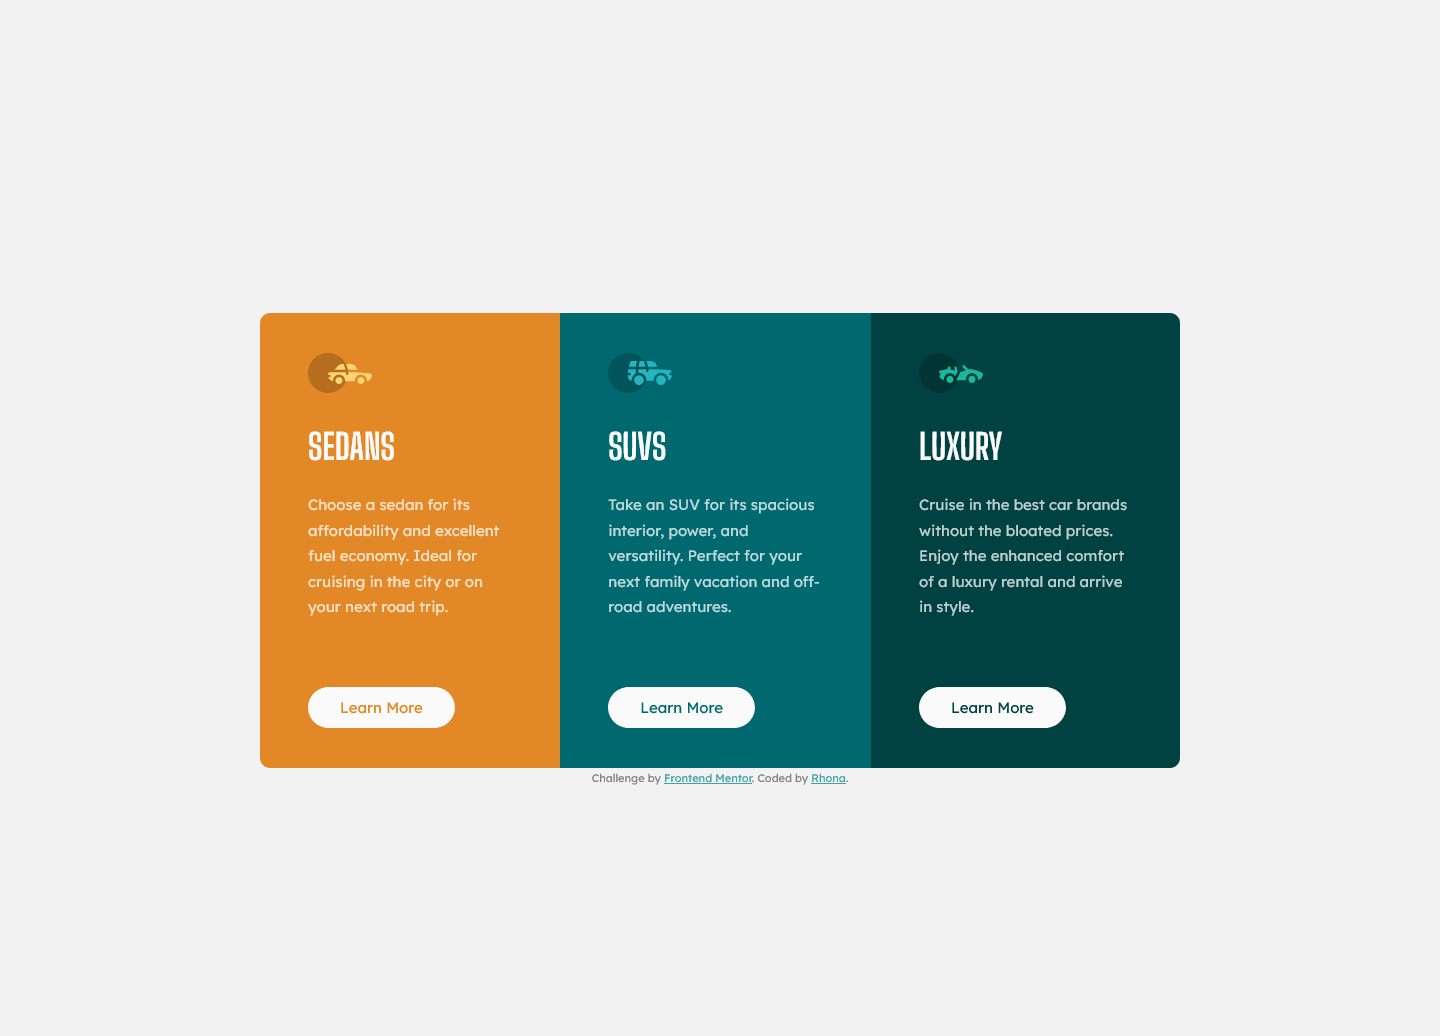 SEDANS
Choose a sedan for its
affordability and excellent
fuel economy. Ideal for
cruising in the city or on
your next road trip.
Learn More
SUVS
Take an SUV for its spacious
interior, power, and
versatility. Perfect for your
next family vacation and off-
road adventures.
Learn More
LUXURY
Cruise in the best car brands
without the bloated prices.
Enjoy the enhanced comfort
of a luxury rental and arrive
in style.
Learn More
Challenge by Frontend Mentor. Coded by Rhona.